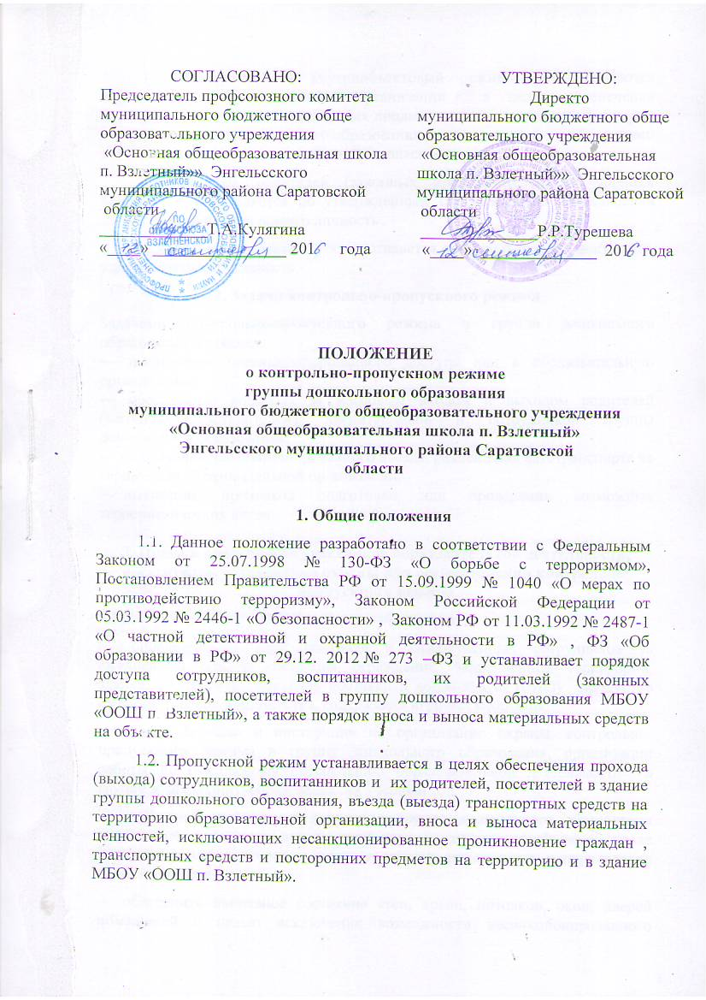 СОГЛАСОВАНО:
Председатель профсоюзного комитета
муниципального бюджетного обще
образовательного учреждения
«Основная общеобразовательная школа
п. Взлетный»» Энгельсского
муниципального района Саратовской
области
Т.А.Кулягина
«12» сентября 2016 года
УТВЕРЖДЕНО:
Директо
муниципального бюджетного обще
образовательного учреждения
«Основная общеобразовательная
школа п. Взлетный»» Энгельсского
муниципального района Саратовской
области
Р.Р.Турешева
«12»сентября 2016 года
ПО
ПРОФСОЮЗА
ВЗЛЕТНЕНСКОЙ
ШКОЛЫ
ПОЛОЖЕНИЕ
о контрольно-пропускном режиме
группы дошкольного образования
муниципального бюджетного общеобразовательного учреждения
«Основная общеобразовательная школа п. Взлетный»
Энгельсского муниципального района Саратовской
области
1. Общие положения
1.1. Данное положение разработано в соответствии с Федеральным
Законом от 25.07.1998 № 130-ФЗ «О борьбе с терроризмом»,
Постановлением Правительства РФ от 15.09.1999 № 1040 «О мерах по
противодействию терроризму», Законом Российской Федерации от
05.03.1992 № 2446-1 «О безопасности» , Законом РФ от 11.03.1992 № 2487-1
«О частной детективной и охранной деятельности в РФ» , ФЗ «Об
образовании в РФ» от 29.12. 2012 № 273 –ФЗ и устанавливает порядок
доступа сотрудников, воспитанников, их родителей (законных
представителей), посетителей в группу дошкольного образования МБОУ
«ООШ п Взлетный», а также порядок вноса и выноса материальных средств
на объекте.
1.2. Пропускной режим устанавливается в целях обеспечения прохода
(выхода) сотрудников, воспитанников и их родителей, посетителей в здание
группы дошкольного образования, въезда (выезда) транспортных средств на
территорию образовательной организации, вноса и выноса материальных
ценностей, исключающих несанкционированное проникновение граждан ,
транспортных средств и посторонних предметов на территорию и в здание
МБОУ «ООШ п. Взлетный».